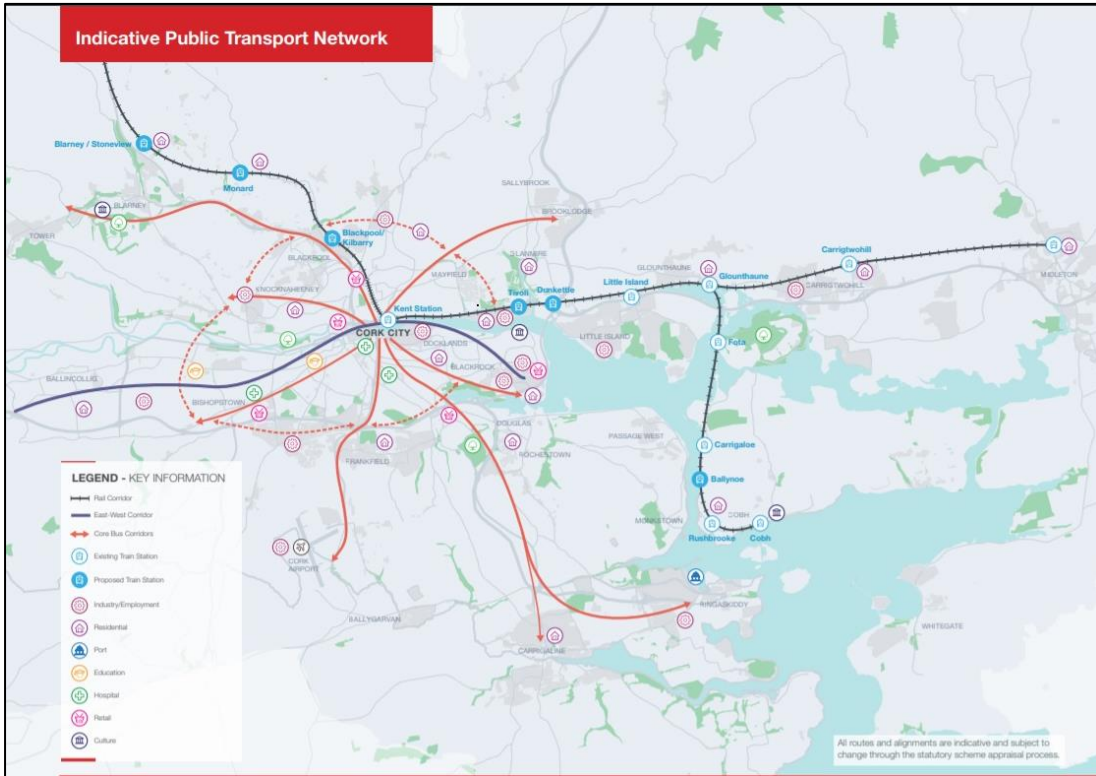 Indicative Public Transport Network
Blarney / Stoneview
Monard
SALLYBROOK
BLARNEY
BROOKLODGE
TOWER
Blackpool/
Kilbarry
BLACKPOOL
GLANMIRE
MAYFIELD
GLOUNTHAUNE
Carrigtwohill
KNOCKNAHEENY
Little Island
Glounthaune
MIDLETON
Tivoli
Dunkettle
CARRIGTWOHILL
Kent Station
CORK CITY
DOCKLANDS
LITTLE ISLAND
Fota
BLACKROCK
BALLINCOLLIG
BISHOPSTOWN
DOUGLAS
PASSAGE WEST
Carrigaloe
FRANKFIELD
ROCHESTOWN
Ballynoe
MONKSTOWN
COBH
Rushbrooke
Cobh
CORK
AIRPORT
RINGASKIDDY
BALLYGARVAN
WHITEGATE
CARRIGALINE
LEGEND - KEY INFORMATION
Rail Corridor
East-West Corridor
Core Bus Corridors
Existing Train Station
Proposed Train Station
Industry/Employment
Residential
Port
Education
Hospital
Retail
Culture
All routes and alignments are indicative and subject to
change through the statutory scheme appraisal process.